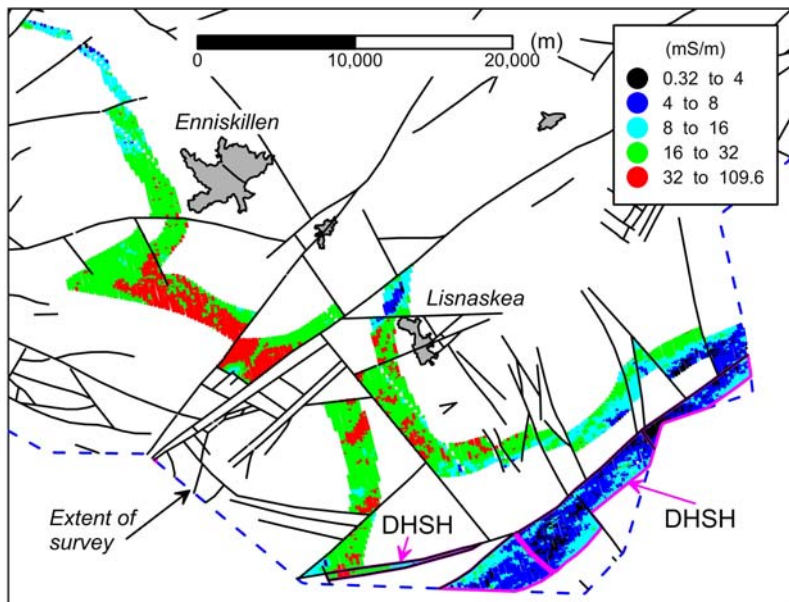 0
10,000
20,000
(m)
(mS/m)
0.32 to 4
4 to 8
8 to 16
16 to 32
32 to 109.6
Enniskillen
Lisnaskea
Extent of
survey
DHSH
DHSH